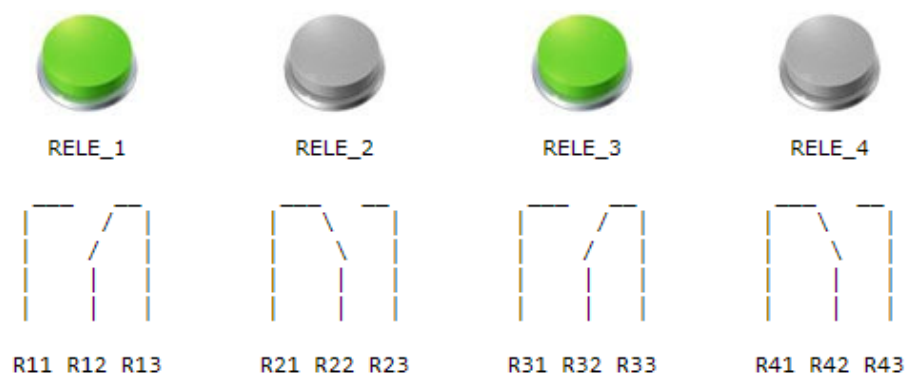 RELE_1 RELE_2 RELE_3 RELE_4
R11 R12 R13 R21 R22 R23 R31 R32 R33 R41 R42 R43